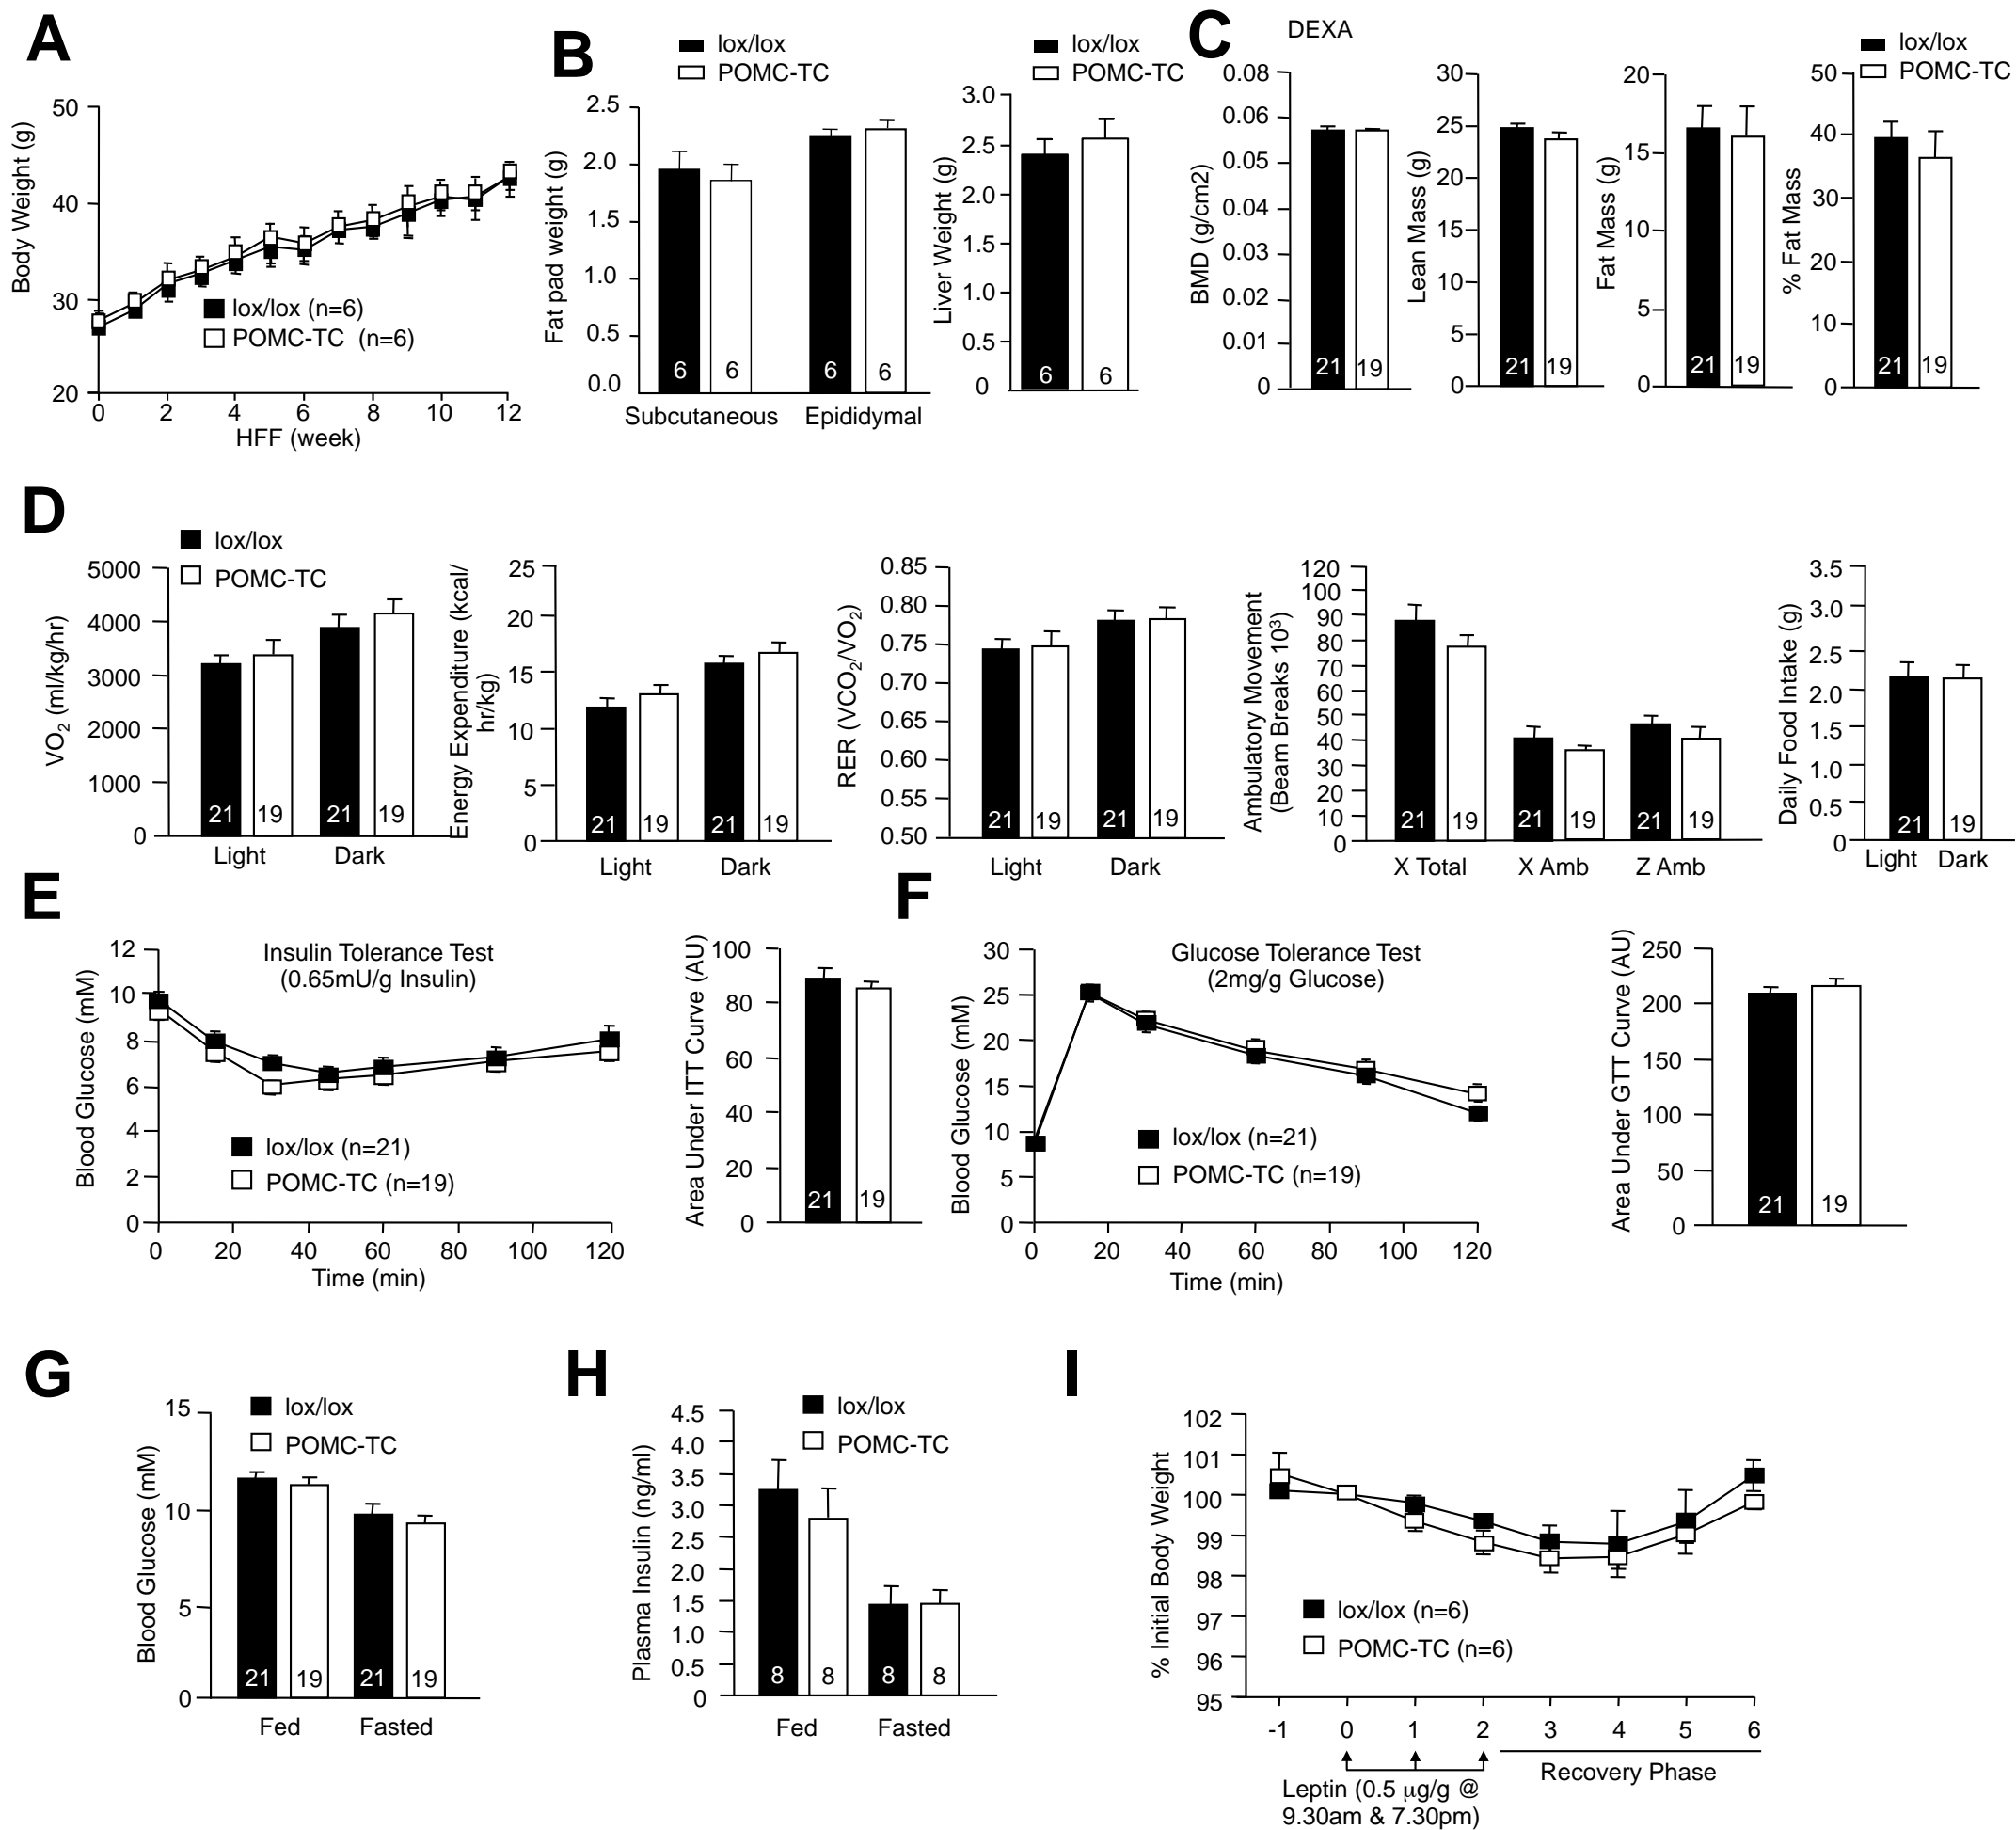 A
Body Weight (g)
50
40
30
20
lox/lox (n=6)
POMC-TC (n=6)
0 2 4 6 8 10 12
HFF (week)
B
lox/lox
POMC-TC
Fat pad weight (g)
2.5
2.0
1.5
1.0
0.5
0.0
6 6 6 6
Subcutaneous Epididymal
lox/lox
POMC-TC
Liver Weight (g)
3.0
2.5
2.0
1.5
1.0
0.5
0
6 6
C
DEXA
lox/lox
POMC-TC
BMD (g/cm2)
0.08
0.06
0.05
0.04
0.03
0.02
0.01
0
21 19
Lean Mass (g)
30
25
20
15
10
5
0
21 19
Fat Mass (g)
20
15
10
5
0
21 19
% Fat Mass
50
40
30
20
10
0
21 19
D
lox/lox
POMC-TC
VO2 (ml/kg/hr)
5000
4000
3000
2000
1000
0
21 19 21 19
Light Dark
Energy Expenditure (kcal/
hr/kg)
25
20
15
10
5
0
21 19 21 19
Light Dark
RER (VCO2/VO2)
0.85
0.80
0.75
0.70
0.65
0.60
0.55
0.50
21 19 21 19
Light Dark
Ambulatory Movement
(Beam Breaks 10³)
120
100
90
80
70
60
50
40
30
20
10
0
21 19 21 19 21 19
X Total X Amb Z Amb
Daily Food Intake (g)
3.5
3.0
2.5
2.0
1.5
1.0
0.5
0
21 19
Light Dark
E
Insulin Tolerance Test
(0.65mU/g Insulin)
Blood Glucose (mM)
12
10
8
6
4
2
0
lox/lox (n=21)
POMC-TC (n=19)
0 20 40 60 80 100 120
Time (min)
Area Under ITT Curve (AU)
100
80
60
40
20
0
21 19
F
Glucose Tolerance Test
(2mg/g Glucose)
Blood Glucose (mM)
30
25
20
15
10
5
0
lox/lox (n=21)
POMC-TC (n=19)
0 20 40 60 80 100 120
Time (min)
Area Under GTT Curve (AU)
250
200
150
100
50
0
21 19
G
lox/lox
POMC-TC
Blood Glucose (mM)
15
10
5
0
21 19 21 19
Fed Fasted
H
lox/lox
POMC-TC
Plasma Insulin (ng/ml)
4.5
4.0
3.5
3.0
2.5
2.0
1.5
1.0
0.5
0
8 8 8 8
Fed Fasted
I
% Initial Body Weight
102
101
100
99
98
97
96
95
lox/lox (n=6)
POMC-TC (n=6)
-1 0 1 2 3 4 5 6
Leptin (0.5 µg/g @
9.30am & 7.30pm)
Recovery Phase